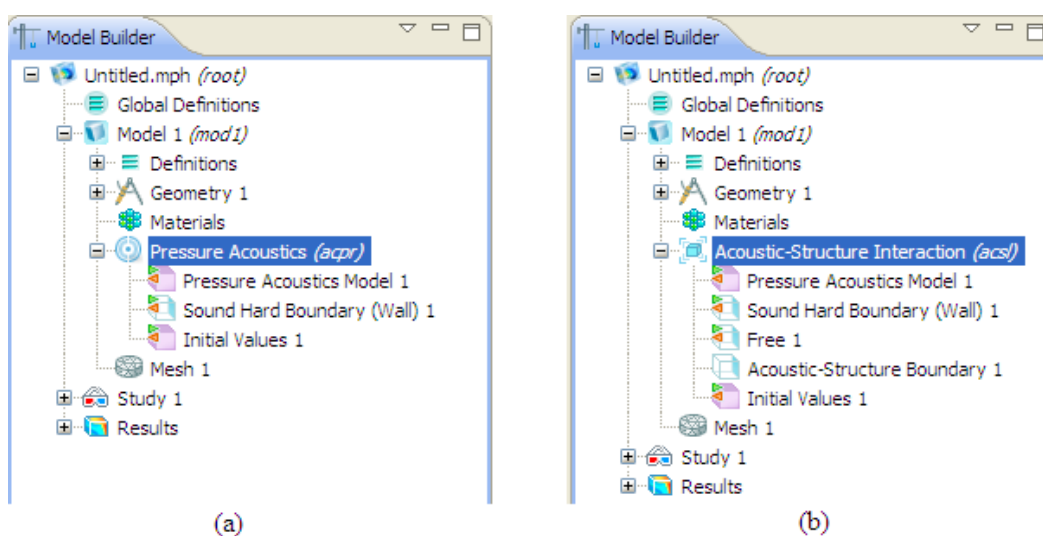 Model Builder
Untitled.mph (root)
Global Definitions
Model 1 (mod1)
Definitions
Geometry 1
Materials
Pressure Acoustics (acpr)
Pressure Acoustics Model 1
Sound Hard Boundary (Wall) 1
Initial Values 1
Mesh 1
Study 1
Results
(a)
Model Builder
Untitled.mph (root)
Global Definitions
Model 1 (mod1)
Definitions
Geometry 1
Materials
Acoustic-Structure Interaction (acsl)
Pressure Acoustics Model 1
Sound Hard Boundary (Wall) 1
Free 1
Acoustic-Structure Boundary 1
Initial Values 1
Mesh 1
Study 1
Results
(b)